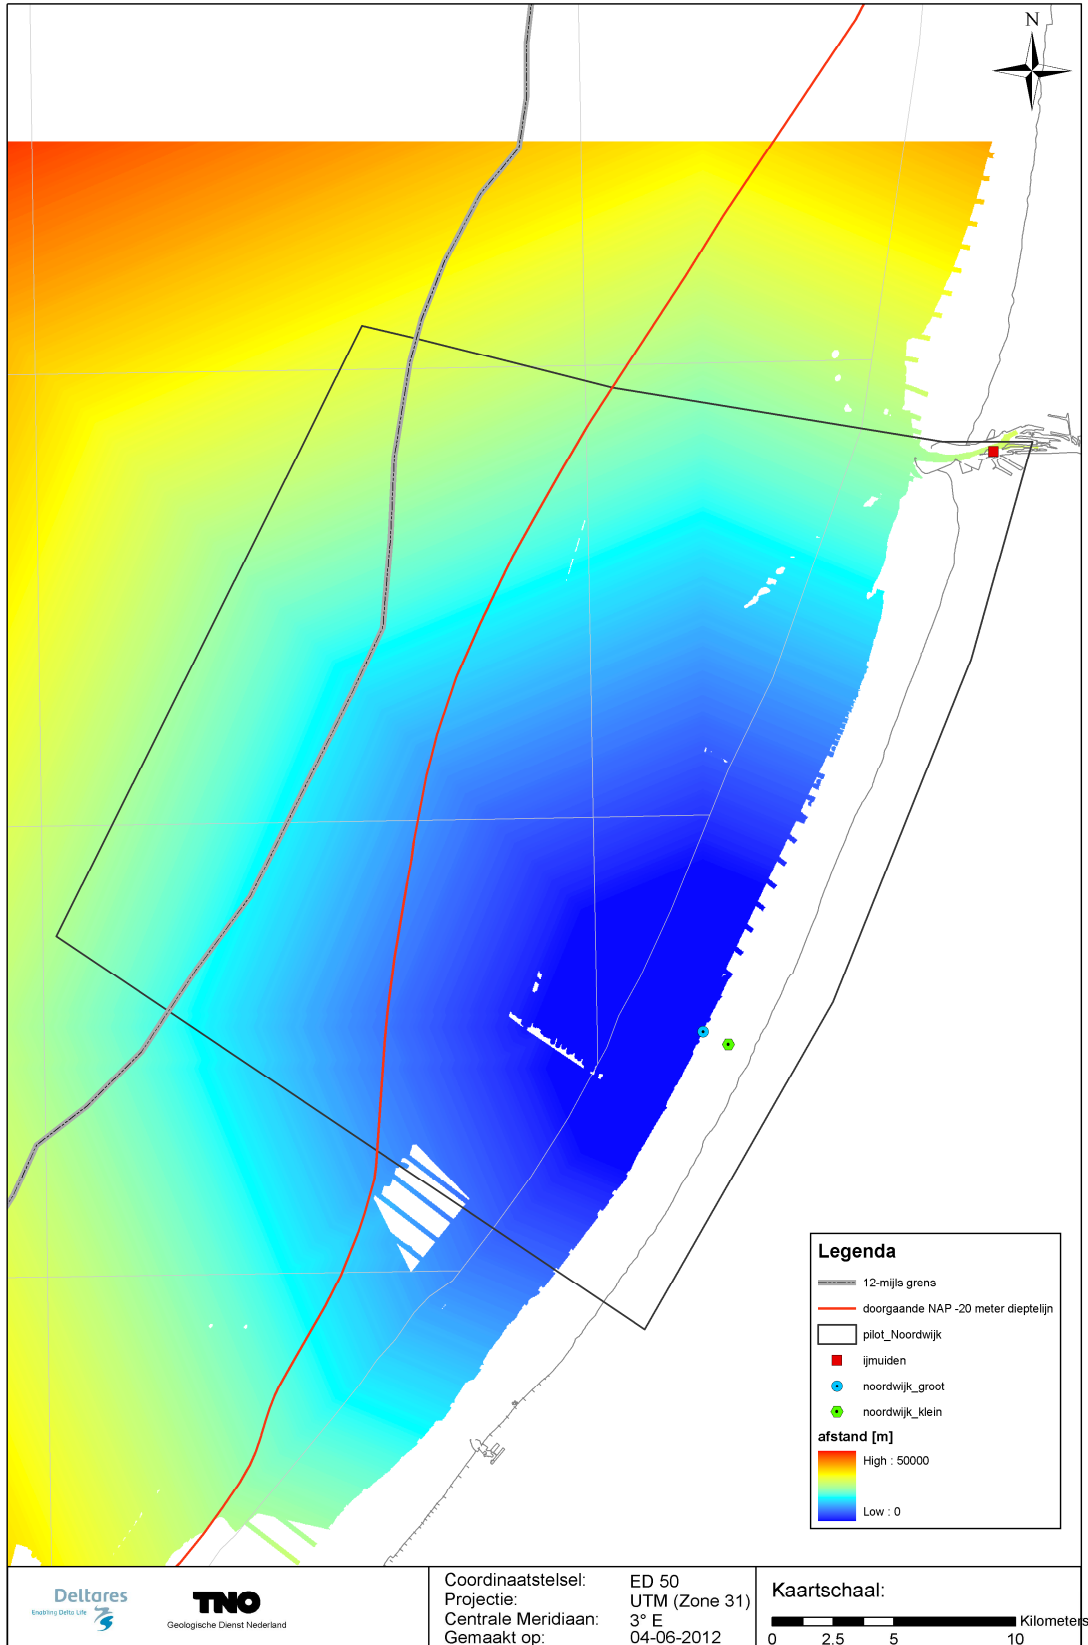 N
Legenda
12-mijls grens
doorgaande NAP -20 meter dieptelijn
pilot_Noordwijk
ijmuiden
noordwijk_groot
noordwijk_klein
afstand [m]
High : 50000
Low : 0
Deltares
Enabling Delta Life
TNO
Geologische Dienst Nederland
Coordinaatstelsel: ED 50
Projectie: UTM (Zone 31)
Centrale Meridiaan: 3° E
Gemaakt op: 04-06-2012
Kaartschaal:
Kilometers
0 2.5 5 10